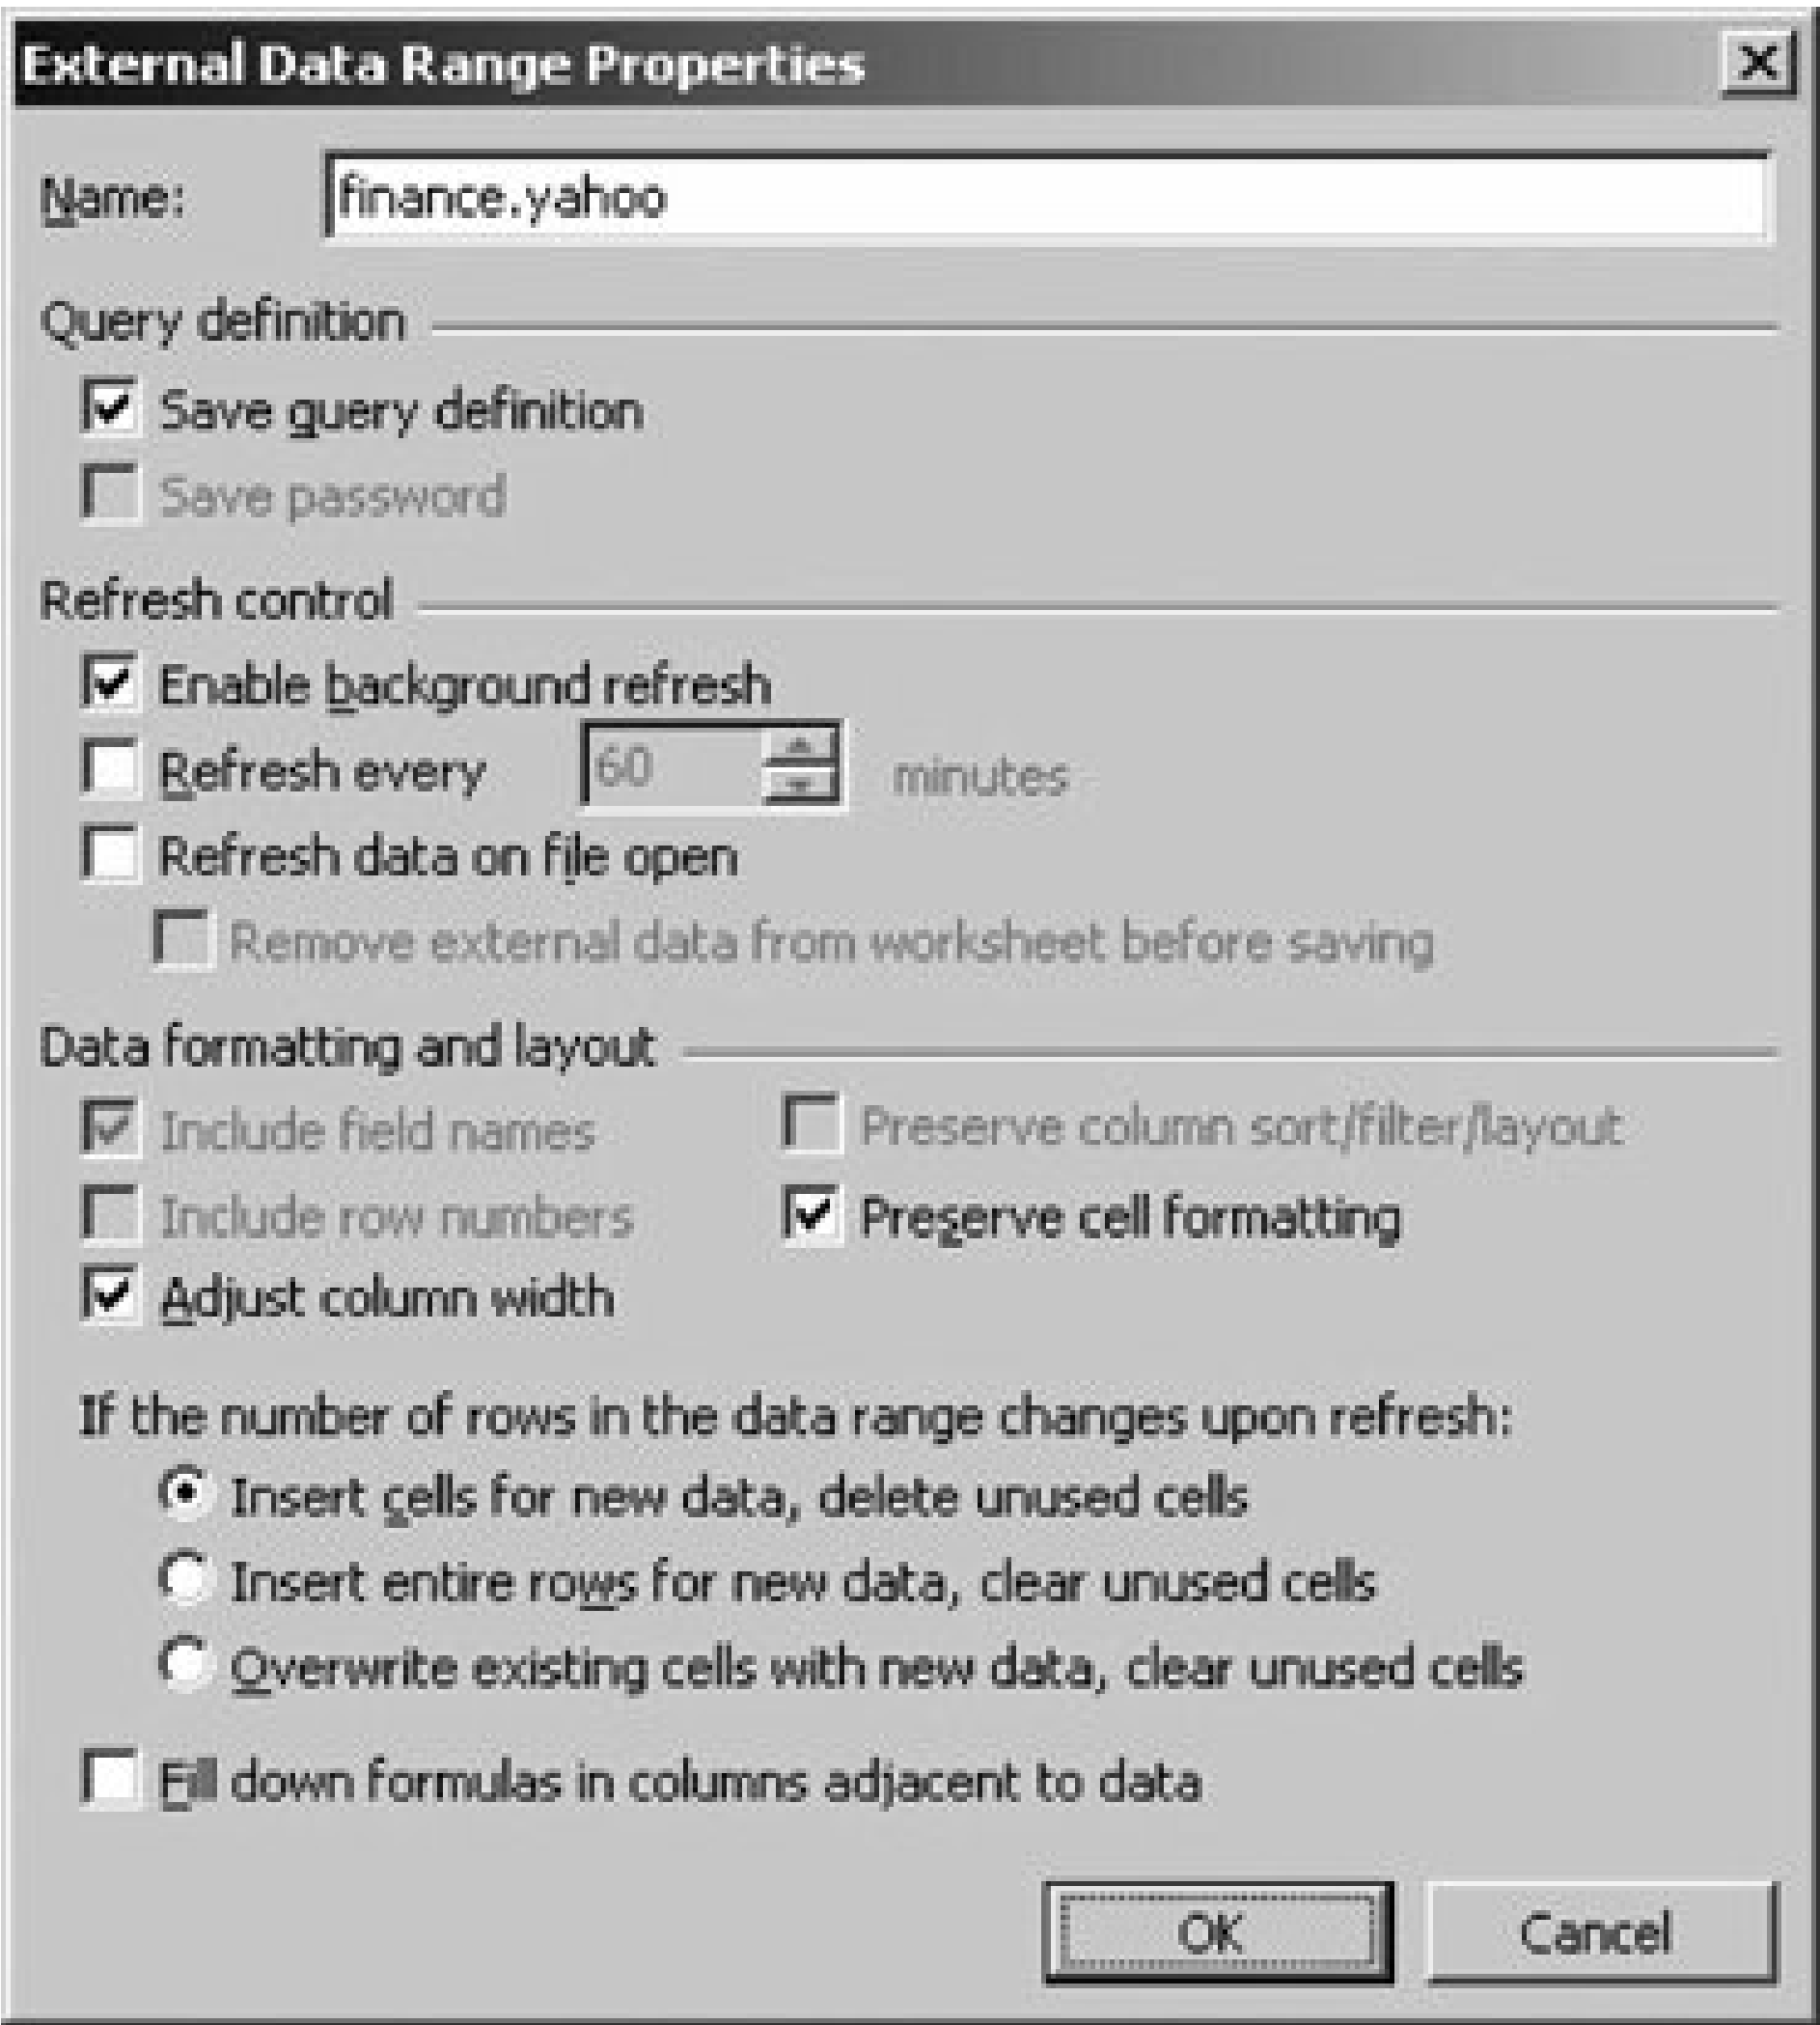 External Data Range Properties
Name: finance.yahoo
Query definition
Save query definition
Save password
Refresh control
Enable background refresh
Refresh every 60 minutes
Refresh data on file open
Remove external data from worksheet before saving
Data formatting and layout
Include field names Preserve column sort/filter/layout
Include row numbers Preserve cell formatting
Adjust column width
If the number of rows in the data range changes upon refresh:
Insert cells for new data, delete unused cells
Insert entire rows for new data, clear unused cells
Overwrite existing cells with new data, clear unused cells
Fill down formulas in columns adjacent to data
OK Cancel